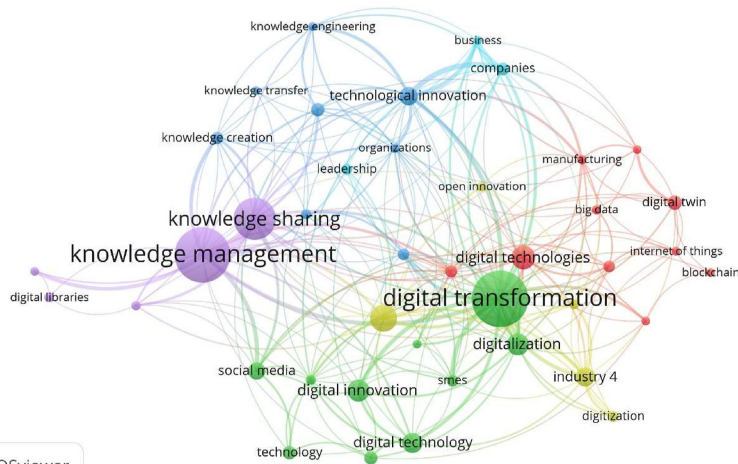 knowledge engineering
business
companies
knowledge transfer
technological innovation
knowledge creation
organizations
manufacturing
leadership
open innovation
digital twin
big data
knowledge sharing
knowledge management
digital technologies
internet of things
blockchain
digital libraries
digital transformation
digitalization
social media
smes
industry 4
digital innovation
digitization
digital technology
technology